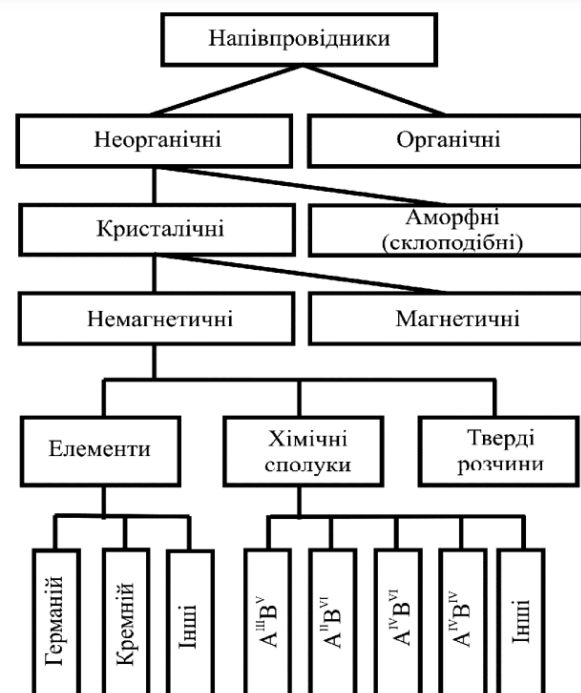 Напівпровідники
Неорганічні
Органічні
Кристалічні
Аморфні
(склоподібні)
Немагнетичні
Магнетичні
Елементи
Хімічні
сполуки
Тверді
розчини
Германій
Кремній
Інші
AᴵᴵᴵBⱽ
AᴵᴵBⱽᴵ
AᴵⱽBⱽᴵ
AᴵⱽBᴵⱽ
Інші